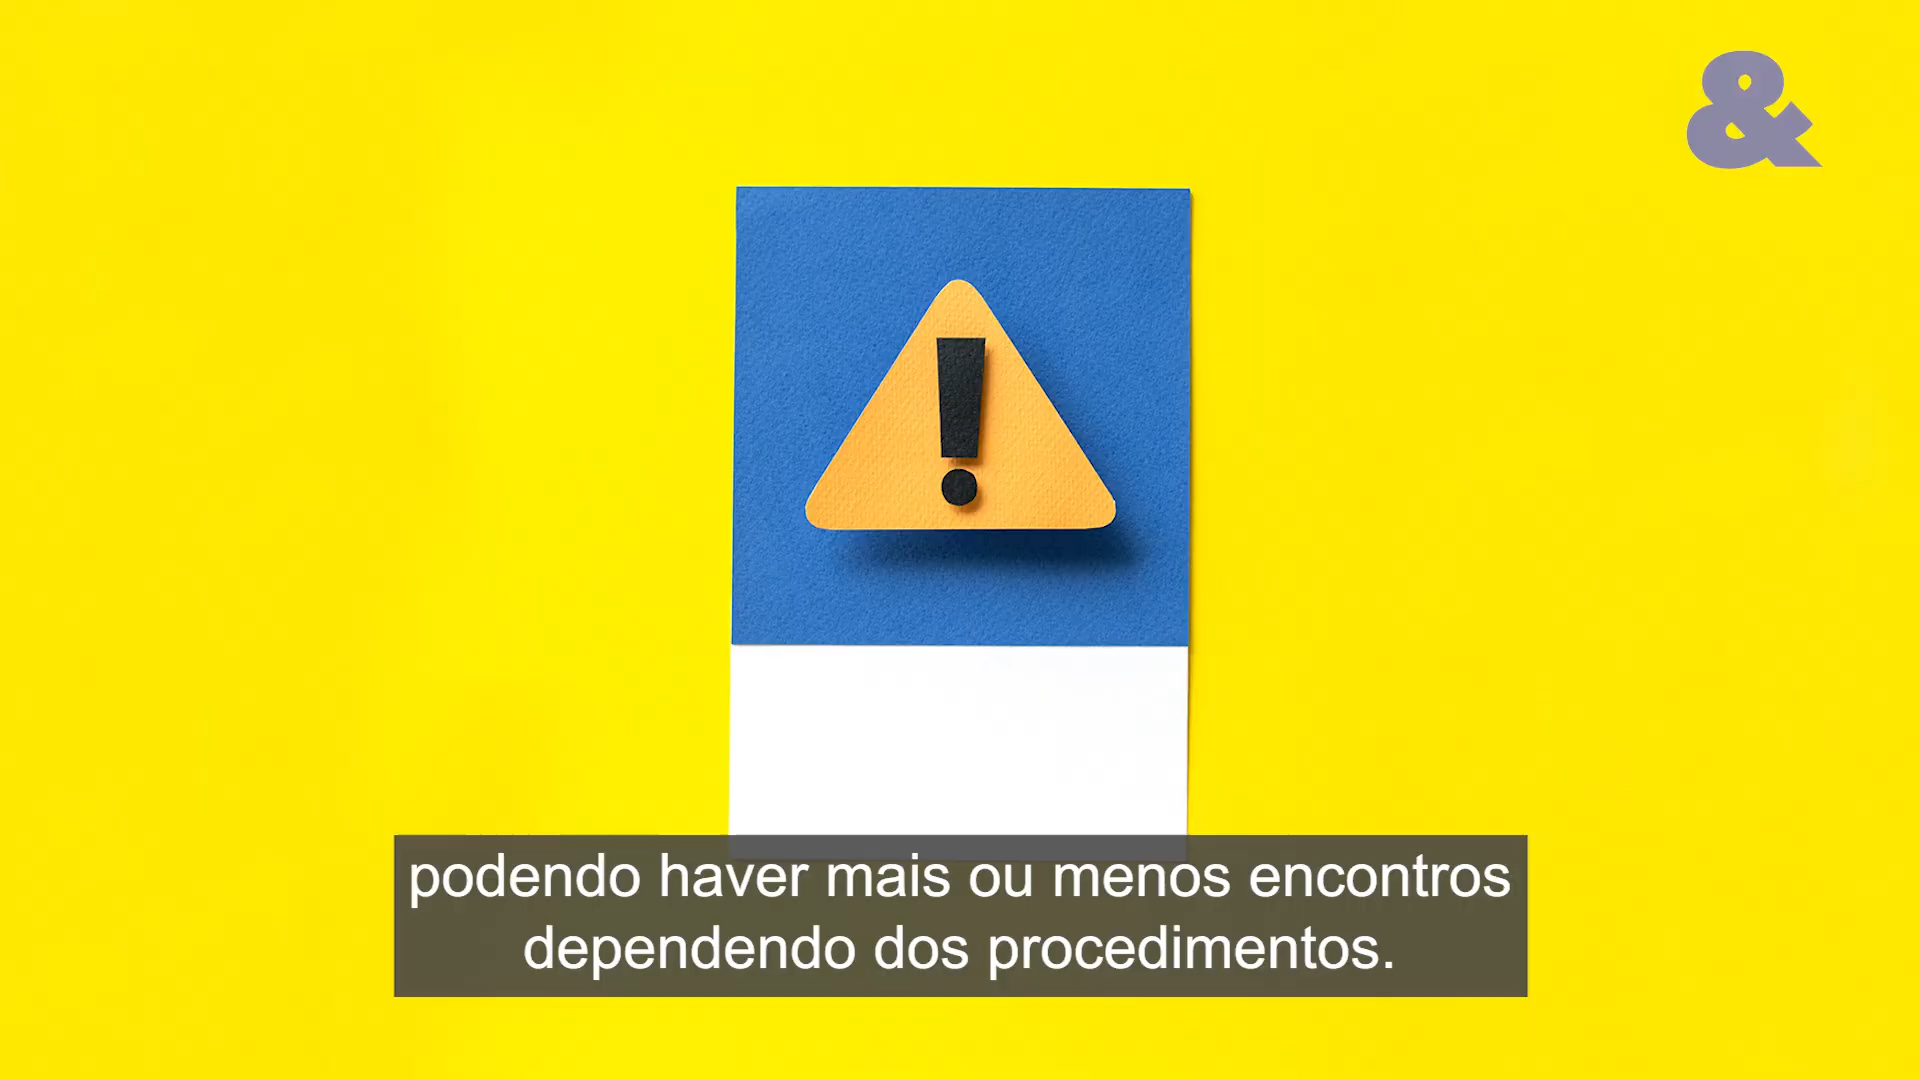 &
!
podendo haver mais ou menos encontros
dependendo dos procedimentos.